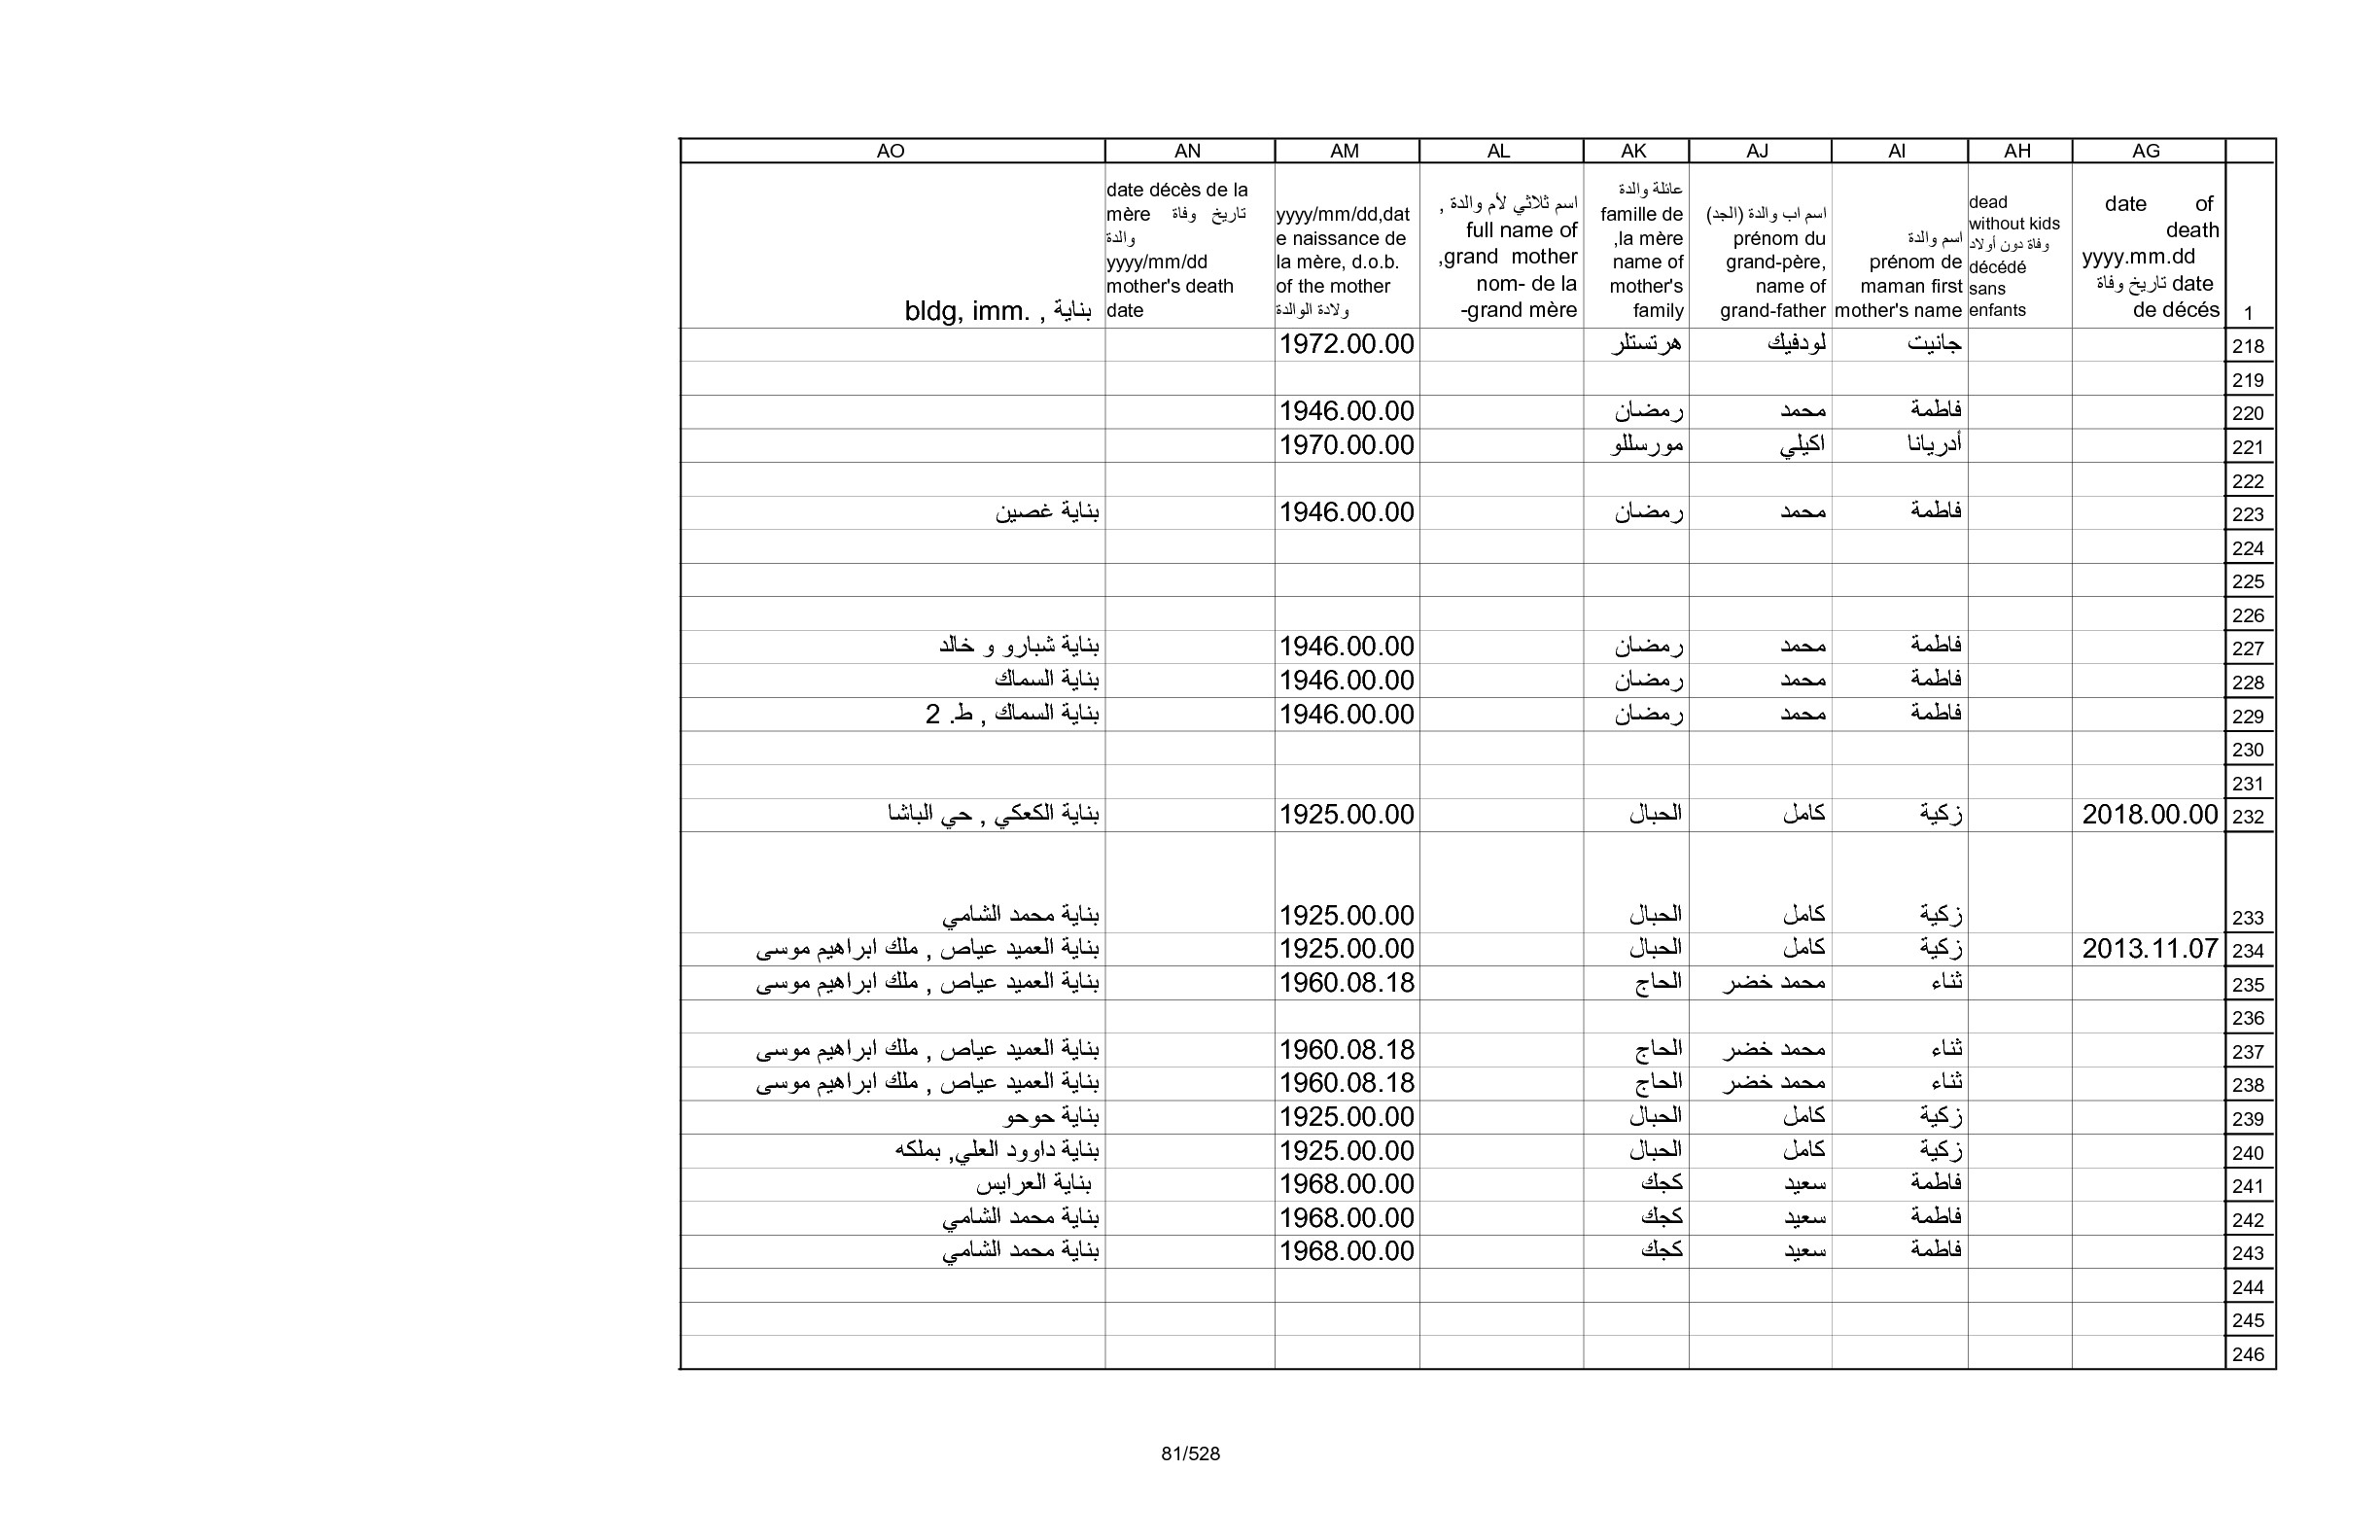 AG AH AI AJ AK AL AM AN AO
1
date of
death
yyyy.mm.dd
date تاريخ وفاة
de décés
dead
without kids
وفاة دون أولاد
décédé
sans
enfants
اسم والدة
prénom de
maman first
mother's name
اسم اب والدة (الجد)
prénom du
grand-père,
name of
grand-father
عائلة والدة
famille de
la mère,
name of
mother's
family
اسم ثلاثي لأم والدة ,
full name of
grand mother,
nom- de la
grand mère-
yyyy/mm/dd,dat
e naissance de
la mère, d.o.b.
of the mother
ولادة الوالدة
date décès de la
mère تاريخ وفاة
والدة
yyyy/mm/dd
mother's death
date
بناية , bldg, imm.
218 جانيت لودفيك هرتستلر 1972.00.00
219
220 فاطمة محمد رمضان 1946.00.00
221 أدريانا اكيلي مورسللو 1970.00.00
222
223 فاطمة محمد رمضان 1946.00.00 بناية غصين
224
225
226
227 فاطمة محمد رمضان 1946.00.00 بناية شبارو و خالد
228 فاطمة محمد رمضان 1946.00.00 بناية السماك
229 فاطمة محمد رمضان 1946.00.00 بناية السماك , ط. 2
230
231
232 2018.00.00 زكية كامل الحبال 1925.00.00 بناية الكعكي , حي الباشا
233 زكية كامل الحبال 1925.00.00 بناية محمد الشامي
234 2013.11.07 زكية كامل الحبال 1925.00.00 بناية العميد عياص , ملك ابراهيم موسى
235 ثناء محمد خضر الحاج 1960.08.18 بناية العميد عياص , ملك ابراهيم موسى
236
237 ثناء محمد خضر الحاج 1960.08.18 بناية العميد عياص , ملك ابراهيم موسى
238 ثناء محمد خضر الحاج 1960.08.18 بناية العميد عياص , ملك ابراهيم موسى
239 زكية كامل الحبال 1925.00.00 بناية حوحو
240 زكية كامل الحبال 1925.00.00 بناية داوود العلي, بملكه
241 فاطمة سعيد كجك 1968.00.00 بناية العرايس
242 فاطمة سعيد كجك 1968.00.00 بناية محمد الشامي
243 فاطمة سعيد كجك 1968.00.00 بناية محمد الشامي
244
245
246
81/528